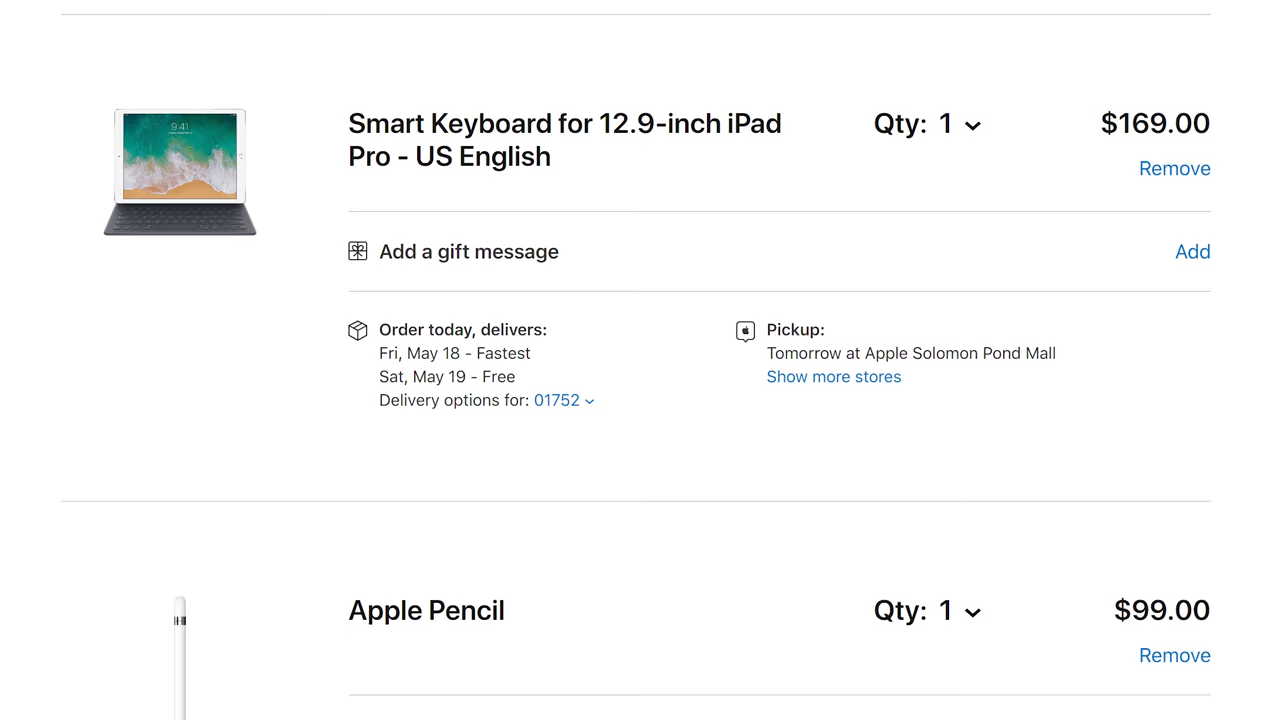 Smart Keyboard for 12.9-inch iPad
Pro - US English
Qty: 1
$169.00
Remove
9:41
Add a gift message
Add
Order today, delivers:
Fri, May 18 - Fastest
Sat, May 19 - Free
Delivery options for: 01752
Pickup:
Tomorrow at Apple Solomon Pond Mall
Show more stores
Apple Pencil
Qty: 1
$99.00
Remove